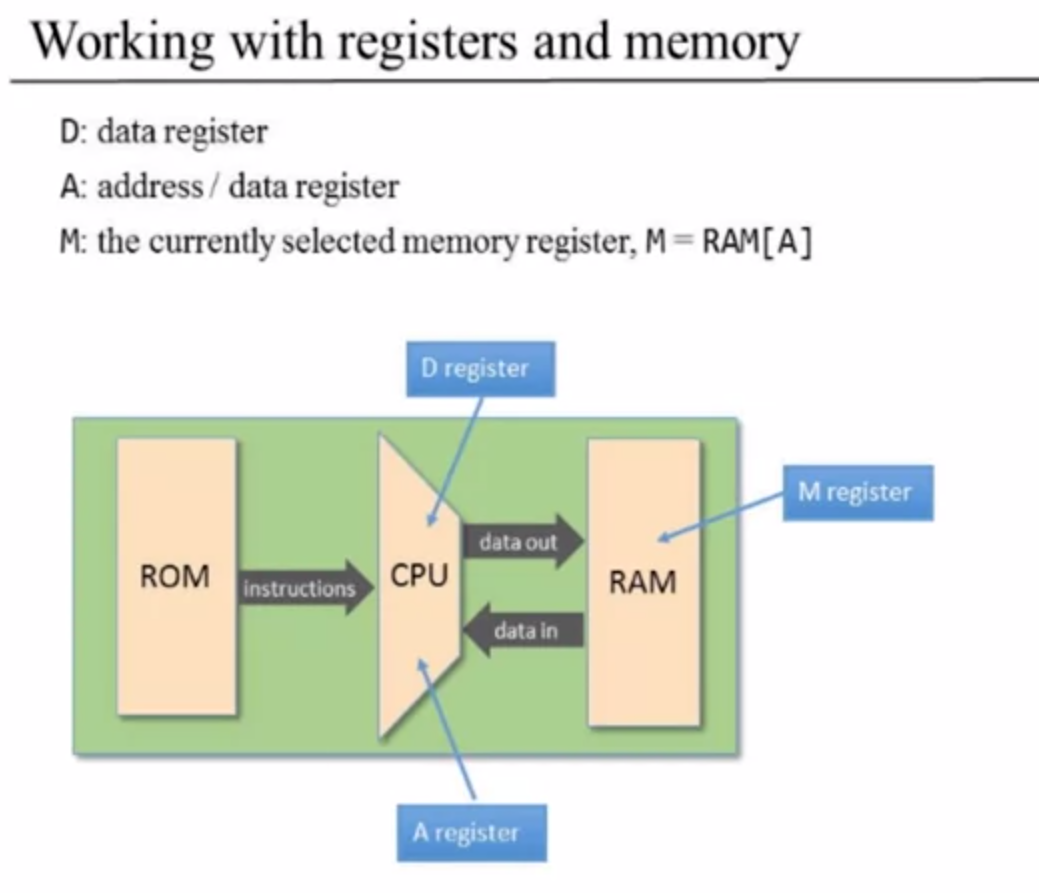 Working with registers and memory
D: data register
A: address / data register
M: the currently selected memory register, M = RAM[A]
D register
M register
data out
ROM
instructions
CPU
RAM
data in
A register